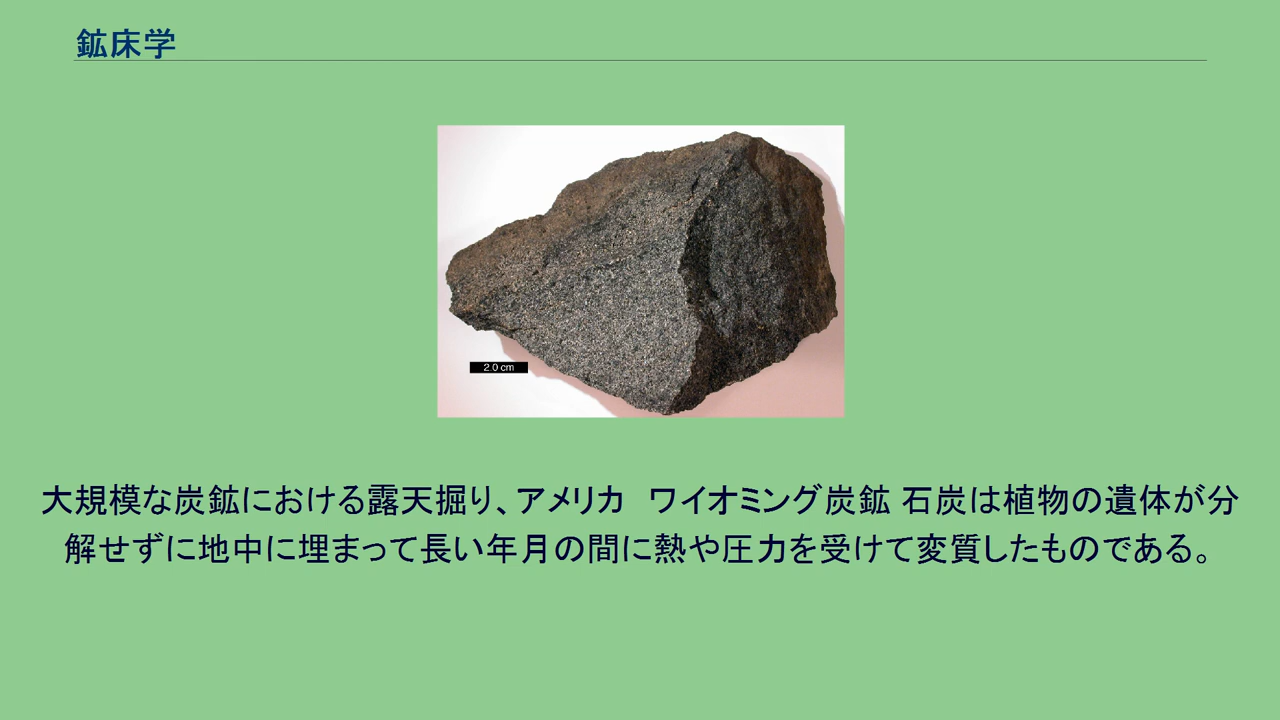 鉱床学
2.0 cm
大規模な炭鉱における露天掘り、アメリカ　ワイオミング炭鉱 石炭は植物の遺体が分
解せずに地中に埋まって長い年月の間に熱や圧力を受けて変質したものである。